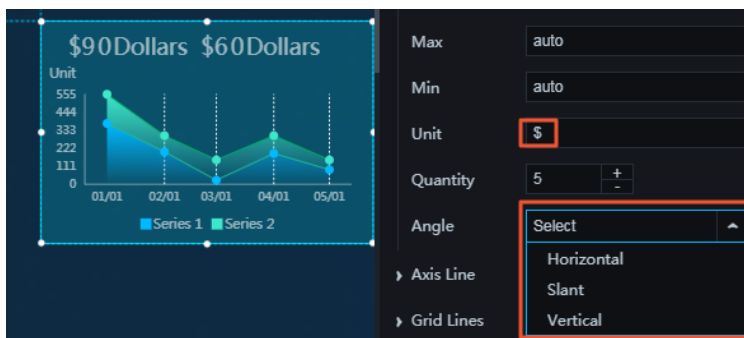 $90Dollars $60Dollars
Unit
555
444
333
222
111
0
01/01 02/01 03/01 04/01 05/01
Series 1 Series 2
Max auto
Min auto
Unit $
Quantity 5 + -
Angle Select
Horizontal
Slant
Vertical
Axis Line
Grid Lines